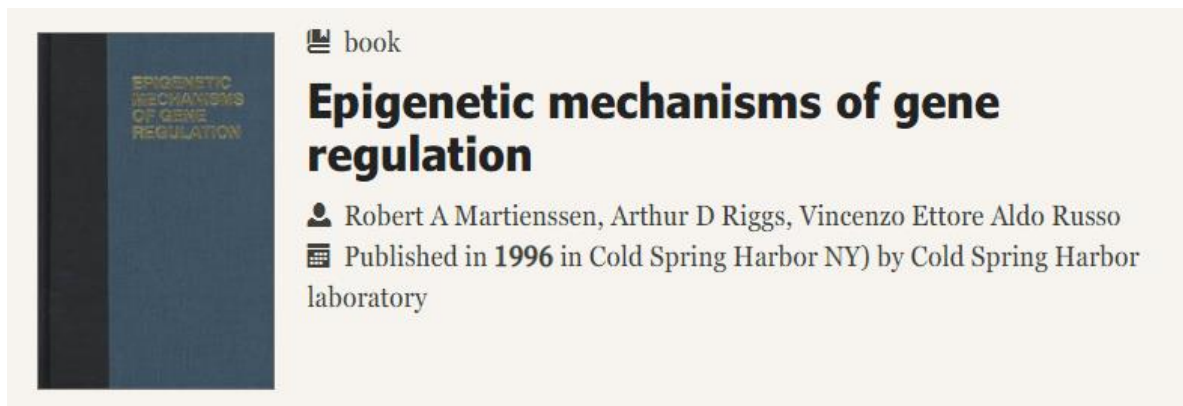 EPIGENETIC
MECHANISMS
OF GENE
REGULATION
book
Epigenetic mechanisms of gene
regulation
Robert A Martienssen, Arthur D Riggs, Vincenzo Ettore Aldo Russo
Published in 1996 in Cold Spring Harbor NY) by Cold Spring Harbor
laboratory